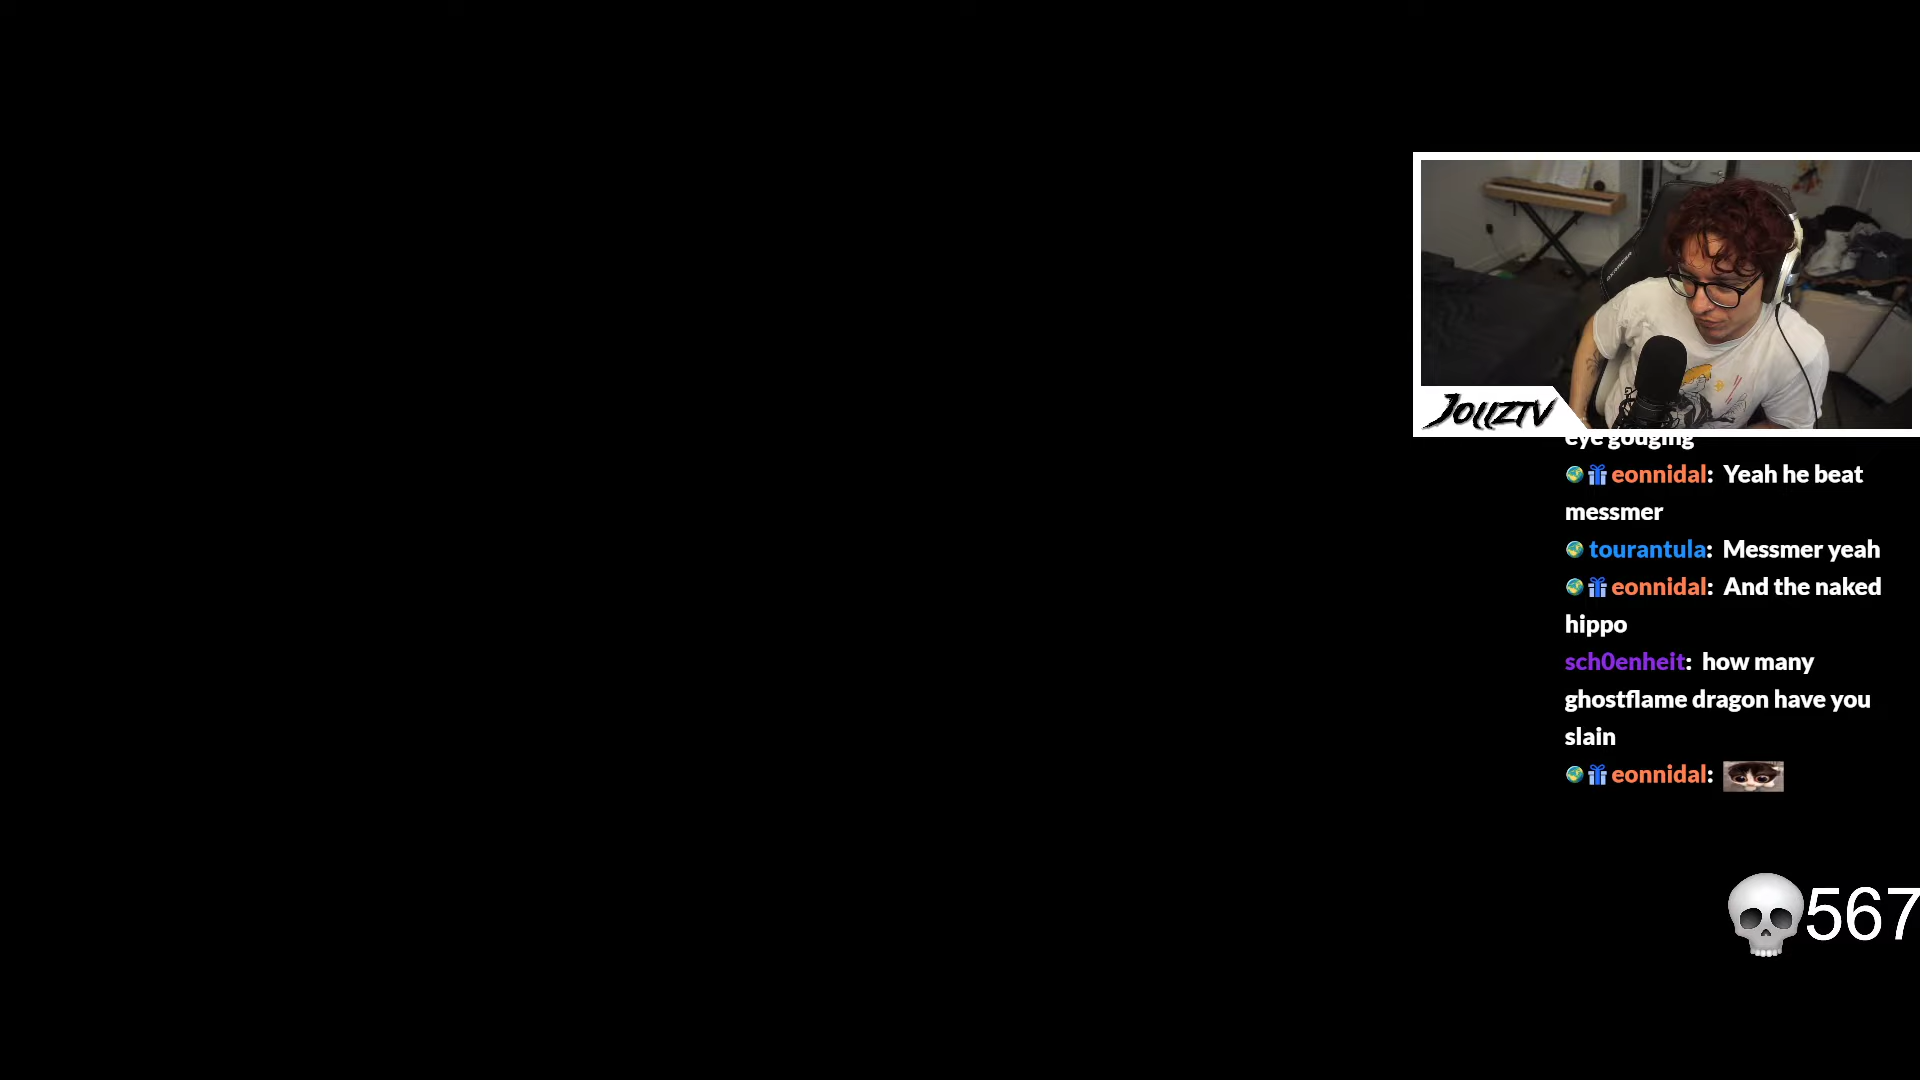 JOLLZTV
eye gouging
eonnidal: Yeah he beat
messmer
tourantula: Messmer yeah
eonnidal: And the naked
hippo
sch0enheit: how many
ghostflame dragon have you
slain
eonnidal:
567